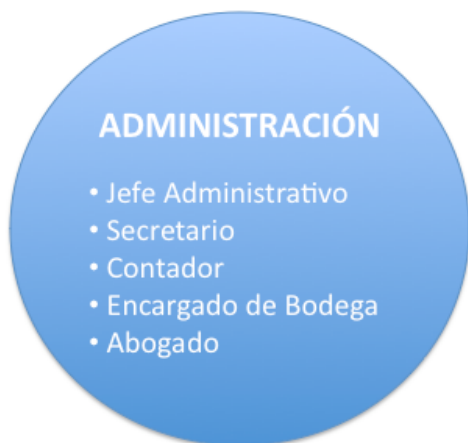 ADMINISTRACIÓN
• Jefe Administrativo
• Secretario
• Contador
• Encargado de Bodega
• Abogado